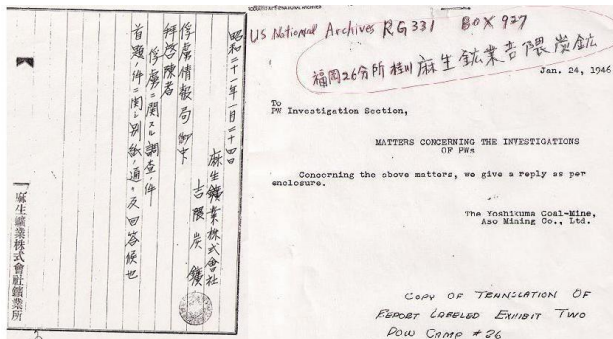 昭和二十一年一月二十四日
麻生鑛業株式會社
吉隈炭鑛
俘虜情報局 御中
拝啓陳者
俘虜ニ関スル調査ノ件
首題ノ件ニ関シ別紙ノ通リ及回答候也
麻生鑛業株式會社鑛業所
US National Archives RG 331 BOX 927
福岡26分所 桂川 麻生鉱業吉隈炭鉱
Jan. 24, 1946
To
PW Investigation Section,
MATTERS CONCERNING THE INVESTIGATIONS
OF PWs
Concerning the above matters, we give a reply as per
enclosure.
The Yoshikuma Coal-Mine,
Aso Mining Co., Ltd.
COPY OF TRANSLATION OF
REPORT LABELED EXHIBIT TWO
POW CAMP #26